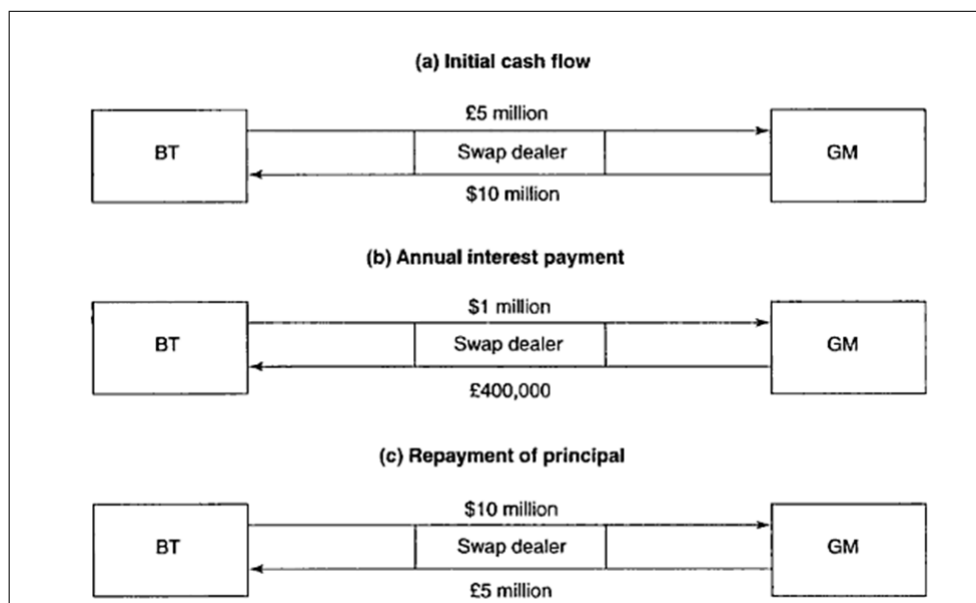 (a) Initial cash flow
£5 million
BT
Swap dealer
GM
$10 million
(b) Annual interest payment
$1 million
BT
Swap dealer
GM
£400,000
(c) Repayment of principal
$10 million
BT
Swap dealer
GM
£5 million